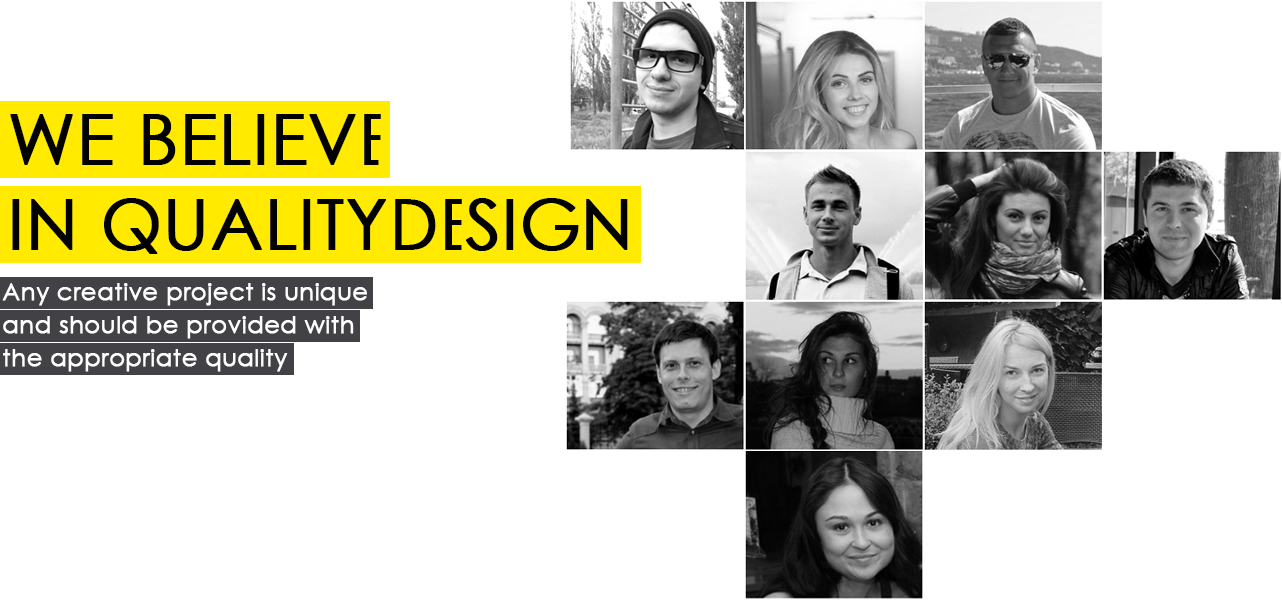 WE BELIEVE
IN QUALITYDESIGN
Any creative project is unique
and should be provided with
the appropriate quality